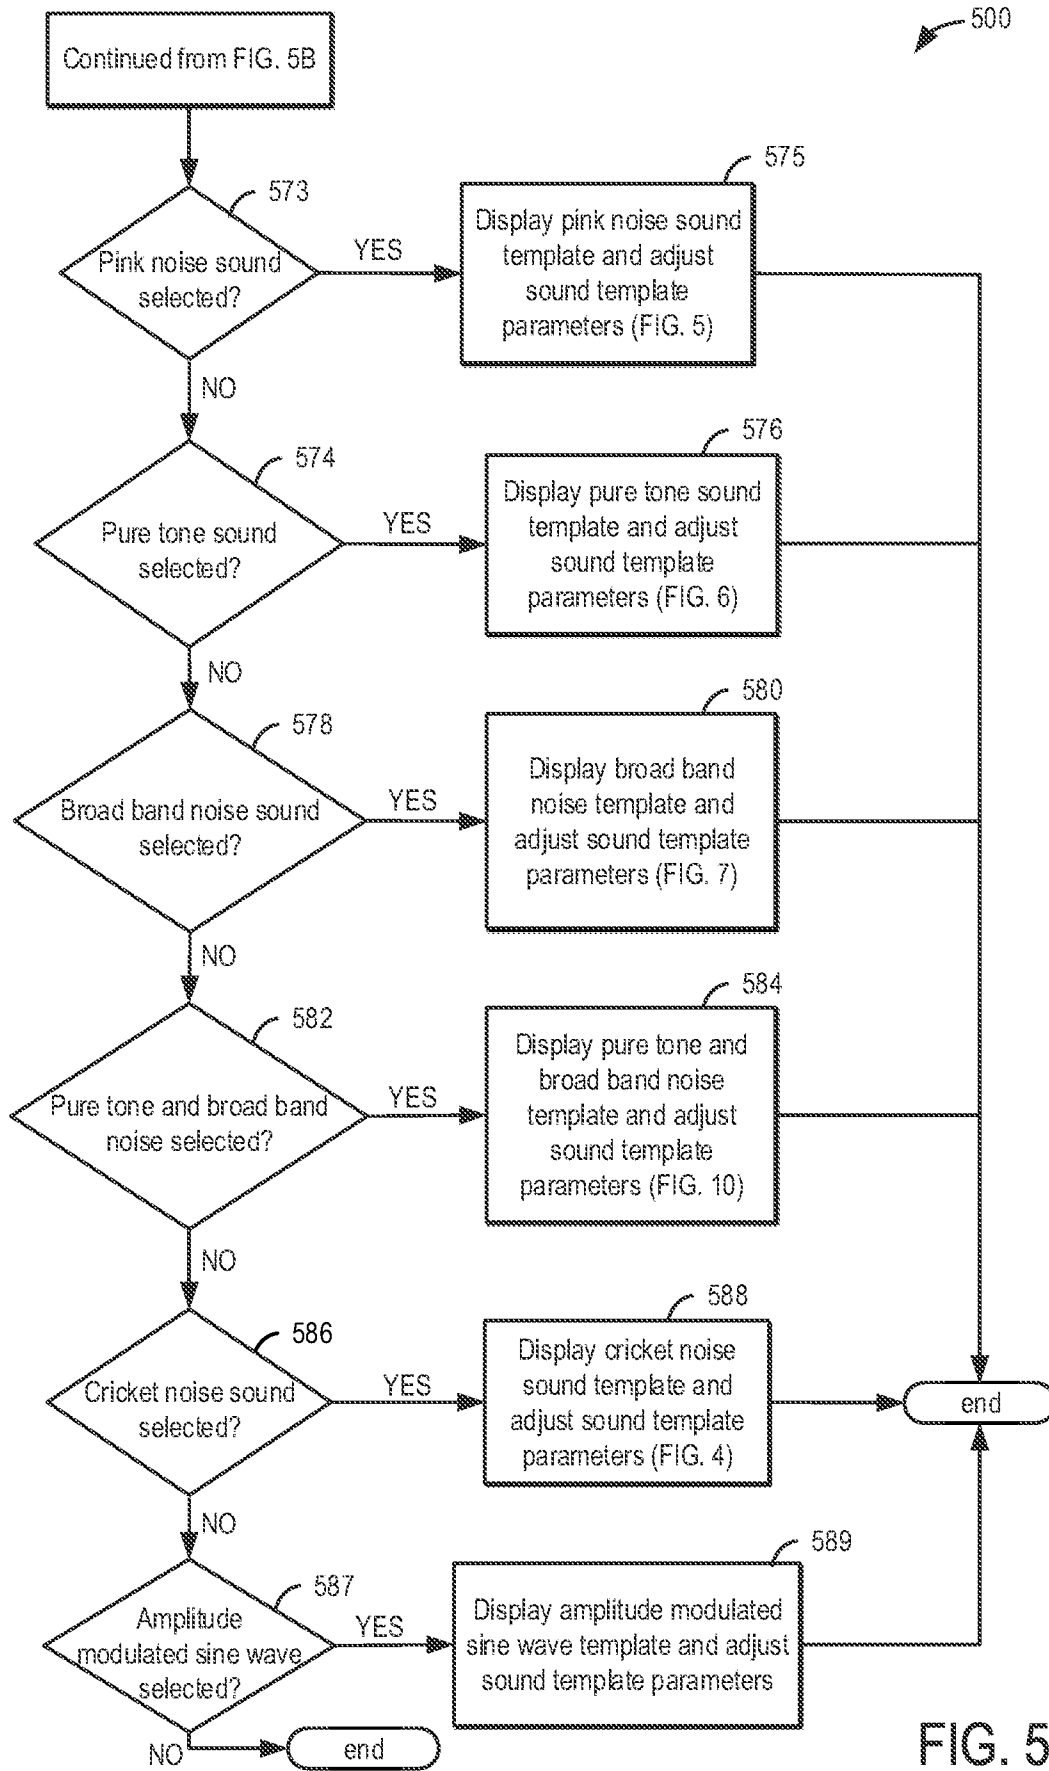 500
Continued from FIG. 5B
573
Pink noise sound
selected?
YES
575
Display pink noise sound
template and adjust
sound template
parameters (FIG. 5)
NO
574
Pure tone sound
selected?
YES
576
Display pure tone sound
template and adjust
sound template
parameters (FIG. 6)
NO
578
Broad band noise sound
selected?
YES
580
Display broad band
noise template and
adjust sound template
parameters (FIG. 7)
NO
582
Pure tone and broad band
noise selected?
YES
584
Display pure tone and
broad band noise
template and adjust
sound template
parameters (FIG. 10)
NO
586
Cricket noise sound
selected?
YES
588
Display cricket noise
sound template and
adjust sound template
parameters (FIG. 4)
end
NO
587
Amplitude
modulated sine wave
selected?
YES
589
Display amplitude modulated
sine wave template and adjust
sound template parameters
NO
end
FIG. 5